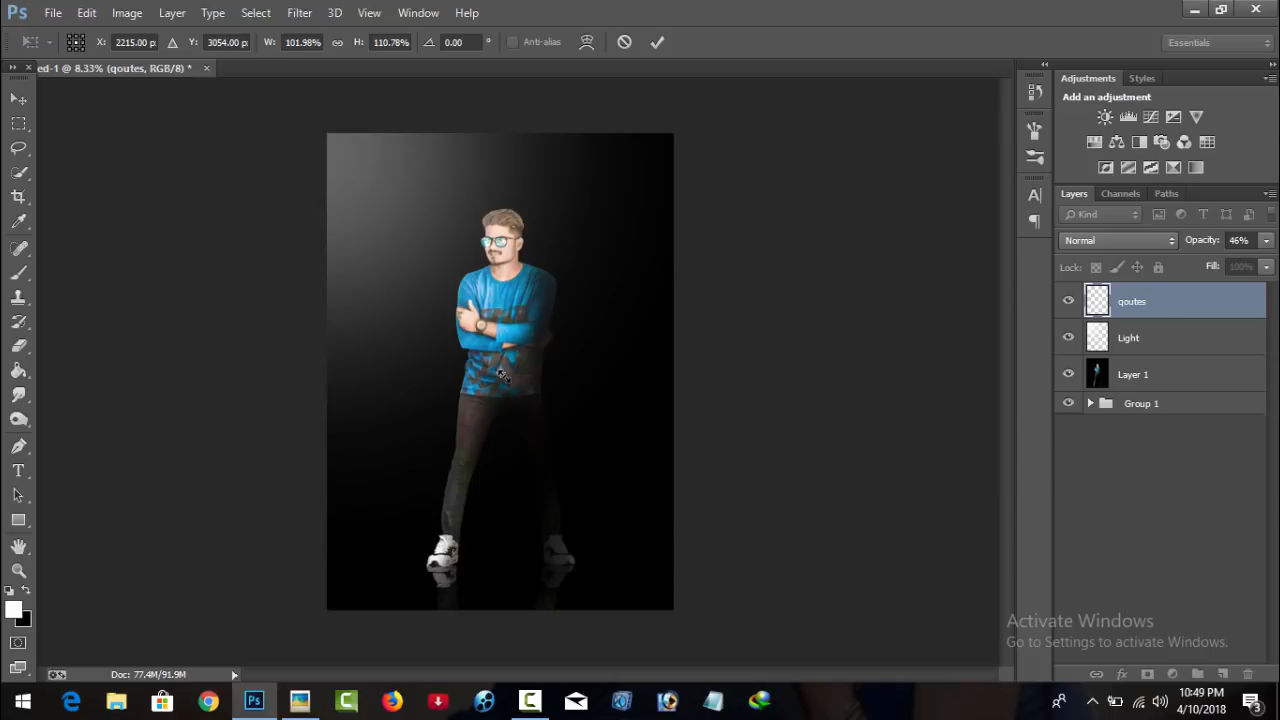 Ps File Edit Image Layer Type Select Filter 3D View Window Help
X: 2215.00 p Y: 3054.00 p W: 101.98% H: 110.78% 0.00 ° Anti-alias Essentials
ed-1 @ 8.33% (qoutes, RGB/8) * ×
Adjustments Styles
Add an adjustment
Layers Channels Paths
Kind
Normal Opacity: 46%
Lock: Fill: 100%
qoutes
Light
Layer 1
Group 1
Activate Windows
Go to Settings to activate Windows.
Doc: 77.4M/91.9M
10:49 PM
4/10/2018
3